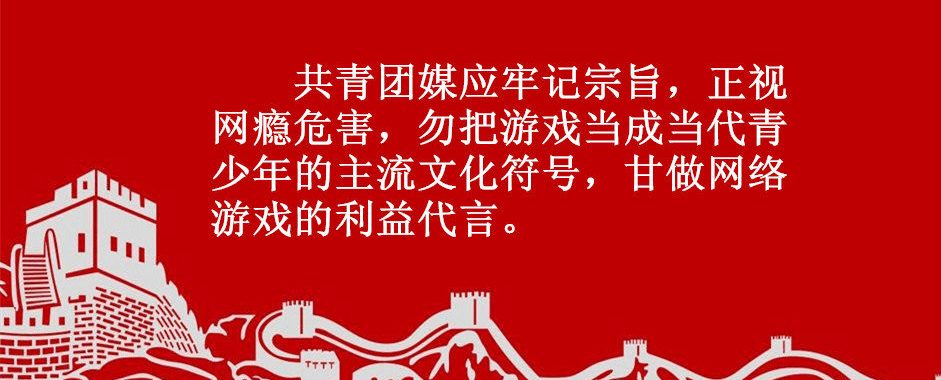 共青团媒应牢记宗旨，正视
网瘾危害，勿把游戏当成当代青
少年的主流文化符号，甘做网络
游戏的利益代言。